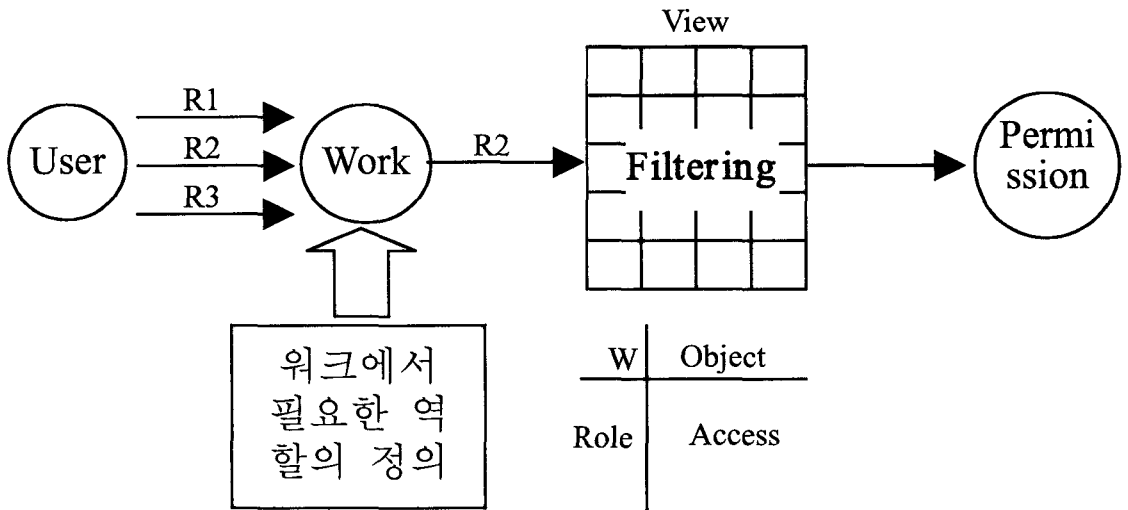 View
R1
User
R2
Work
R2
Filtering
Permi
ssion
R3
워크에서
필요한 역
할의 정의
W
Object
Role
Access